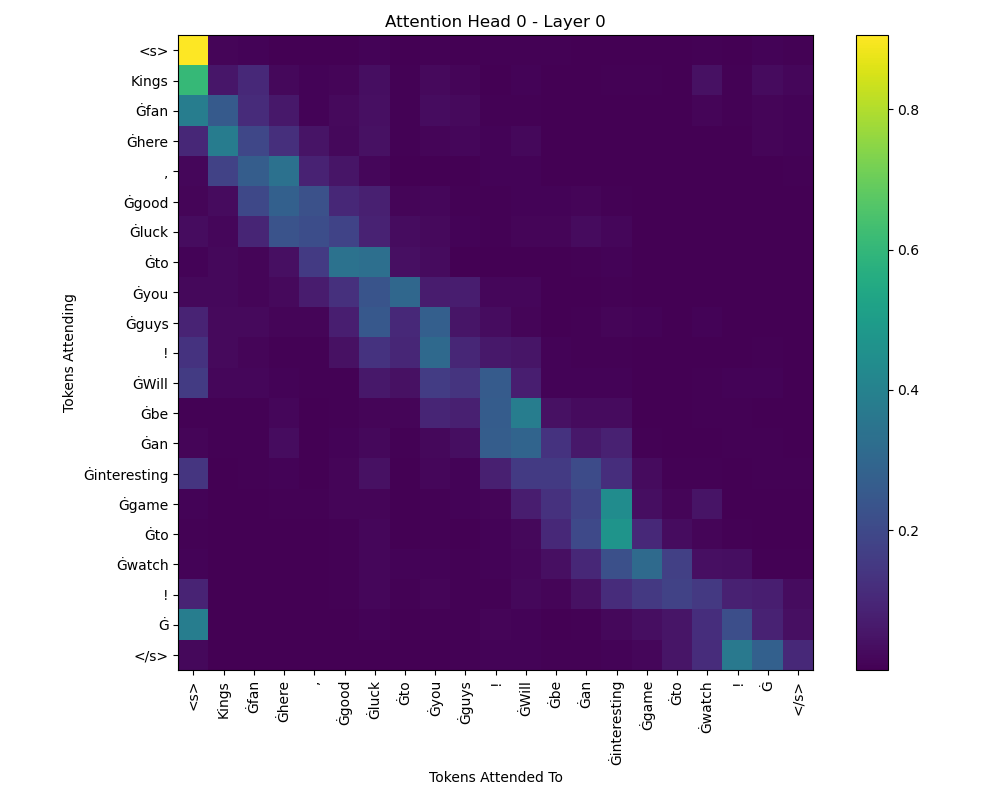 Attention Head 0 - Layer 0
<s>
Kings
Ġfan
Ġhere
,
Ġgood
Ġluck
Ġto
Ġyou
Ġguys
!
ĠWill
Ġbe
Ġan
Ġinteresting
Ġgame
Ġto
Ġwatch
!
Ġ
</s>
Tokens Attending
<s>
Kings
Ġfan
Ġhere
,
Ġgood
Ġluck
Ġto
Ġyou
Ġguys
!
ĠWill
Ġbe
Ġan
Ġinteresting
Ġgame
Ġto
Ġwatch
!
Ġ
</s>
Tokens Attended To
0.8
0.6
0.4
0.2